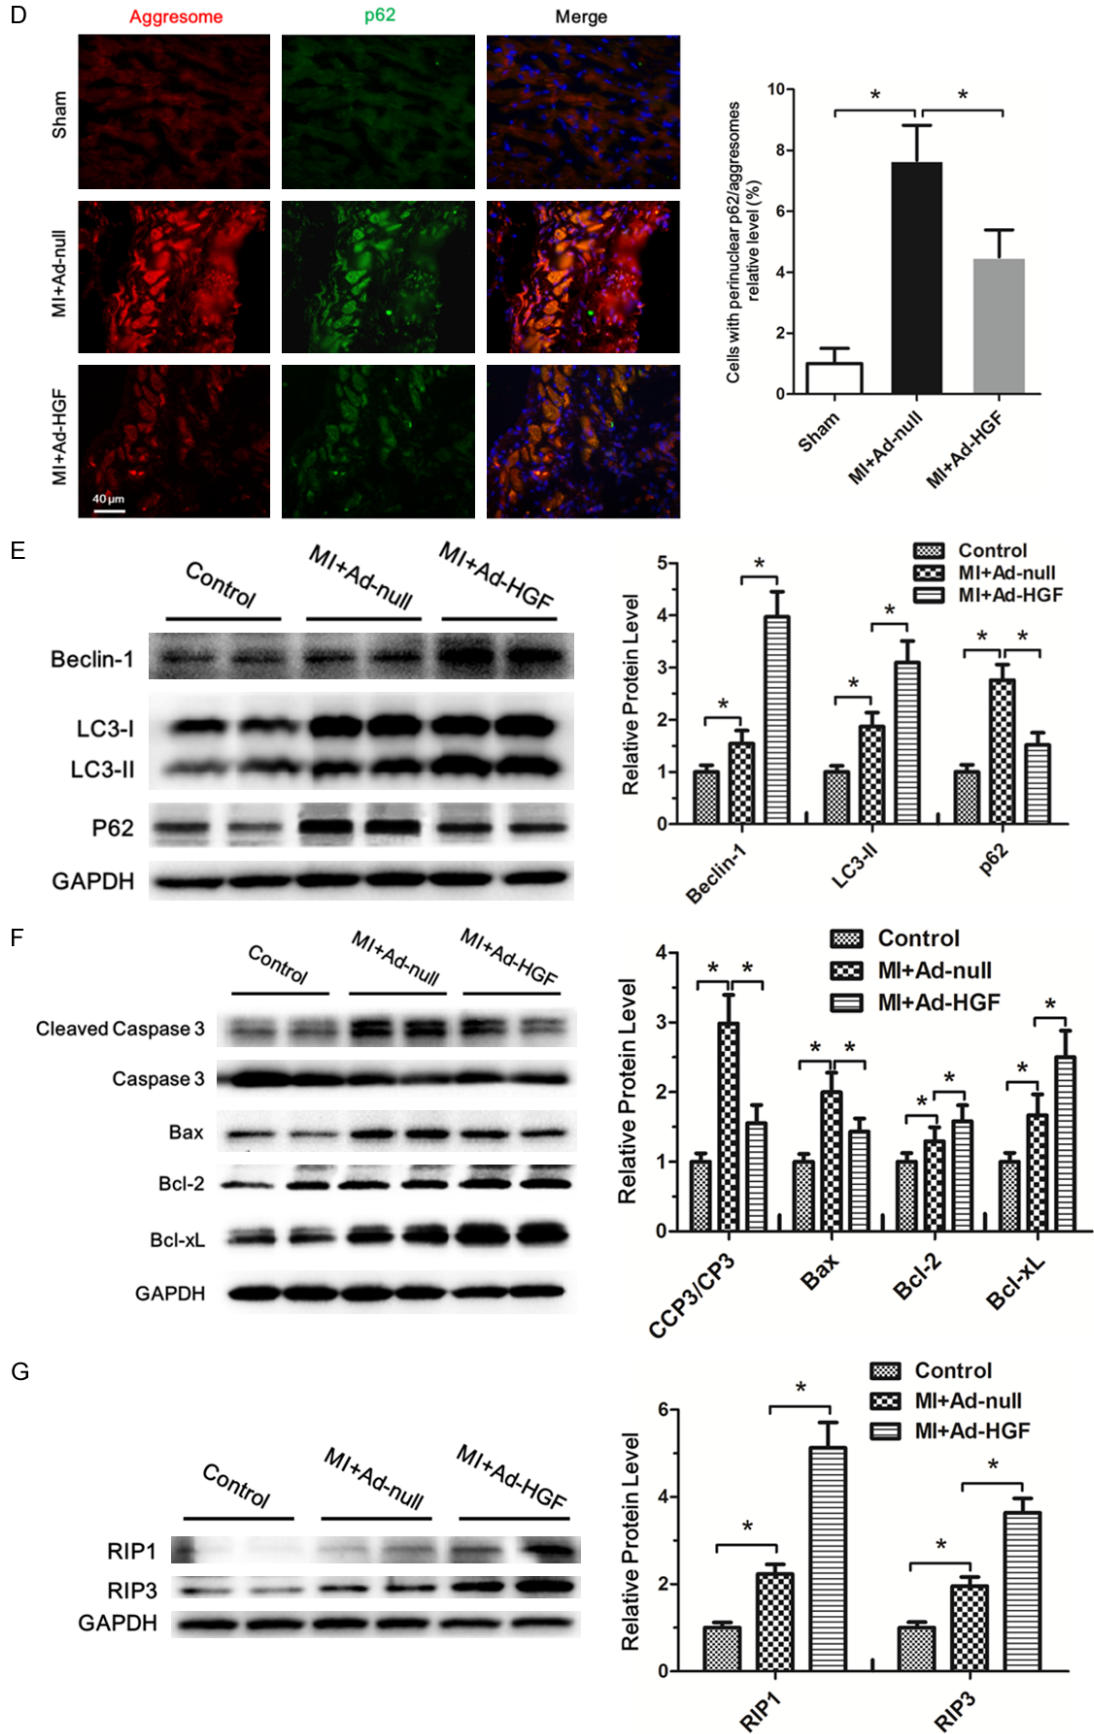 D
Aggresome p62 Merge
Sham
MI+Ad-null
MI+Ad-HGF
40 μm
Cells with perinuclear p62/aggresomes
relative level (%)
10
8
6
4
2
0
*
*
Sham
MI+Ad-null
MI+Ad-HGF
E
Control
MI+Ad-null
MI+Ad-HGF
Beclin-1
LC3-I
LC3-II
P62
GAPDH
Control
MI+Ad-null
MI+Ad-HGF
Relative Protein Level
5
4
3
2
1
0
*
*
*
*
*
*
Beclin-1
LC3-II
p62
F
Control
MI+Ad-null
MI+Ad-HGF
Cleaved Caspase 3
Caspase 3
Bax
Bcl-2
Bcl-xL
GAPDH
Control
MI+Ad-null
MI+Ad-HGF
Relative Protein Level
4
3
2
1
0
*
*
*
*
*
*
*
*
CCP3/CP3
Bax
Bcl-2
Bcl-xL
G
Control
MI+Ad-null
MI+Ad-HGF
RIP1
RIP3
GAPDH
Control
MI+Ad-null
MI+Ad-HGF
Relative Protein Level
6
4
2
0
*
*
*
*
RIP1
RIP3